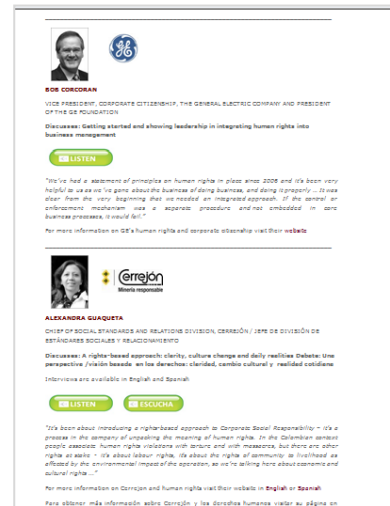 BOB CORCORAN
VICE PRESIDENT, CORPORATE CITIZENSHIP, THE GENERAL ELECTRIC COMPANY AND PRESIDENT
OF THE GE FOUNDATION
Discusses: Getting started and showing leadership in integrating human rights into
business management
LISTEN
"We've had a statement of principles on human rights in place since 2006 and it's been very
helpful to us as we've gone about the business of doing business, and doing it properly ... It was
clear from the very beginning that we needed an integrated approach. If the control or
enforcement mechanism was a separate procedure and not embedded in core
business processes, it would fail."
For more information on GE's human rights and corporate citizenship visit their website
Cerrejón
Minería responsable
ALEXANDRA GUAQUETA
CHIEF OF SOCIAL STANDARDS AND RELATIONS DIVISION, CERREJÓN / JEFE DE DIVISIÓN DE
ESTÁNDARES SOCIALES Y RELACIONAMIENTO
Discusses: A rights-based approach: clarity, culture change and daily realities Debate: Una
perspectiva /visión basada en los derechos: claridad, cambio cultural y realidad cotidiana
Interviews are available in English and Spanish
LISTEN ESCUCHA
"It's been about introducing a rights-based approach to Corporate Social Responsibility – it's a
process in the company of unpacking the meaning of human rights. In the Colombian context
people associate human rights violations with torture and with massacres, but there are other
rights at stake - it's about labour rights, it's about the rights of community to livelihood as
affected by the environmental impact of the operation, so we're talking here about economic and
cultural rights ..."
For more information on Cerrejon and human rights visit their website in English or Spanish
Para obtener más información sobre Cerrejón y los derechos humanos visitar su página en